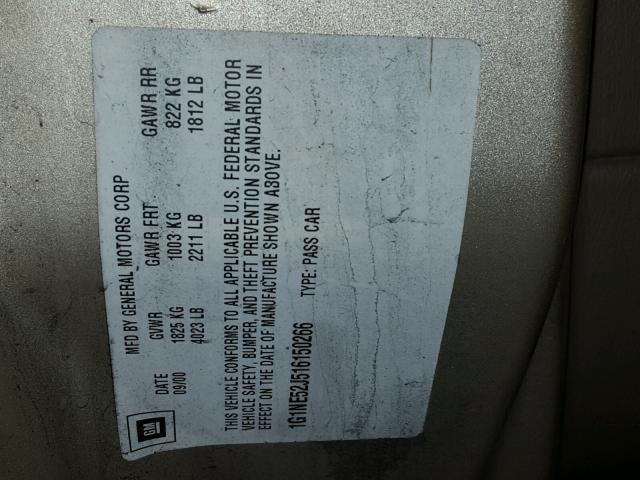 GM
MFD BY GENERAL MOTORS CORP
DATE GVWR GAWR FRT GAWR RR
09/00 1825 KG 1003 KG 822 KG
4023 LB 2211 LB 1812 LB
THIS VEHICLE CONFORMS TO ALL APPLICABLE U.S. FEDERAL MOTOR
VEHICLE SAFETY, BUMPER, AND THEFT PREVENTION STANDARDS IN
EFFECT ON THE DATE OF MANUFACTURE SHOWN ABOVE.
1G1NE52J516150266 TYPE: PASS CAR